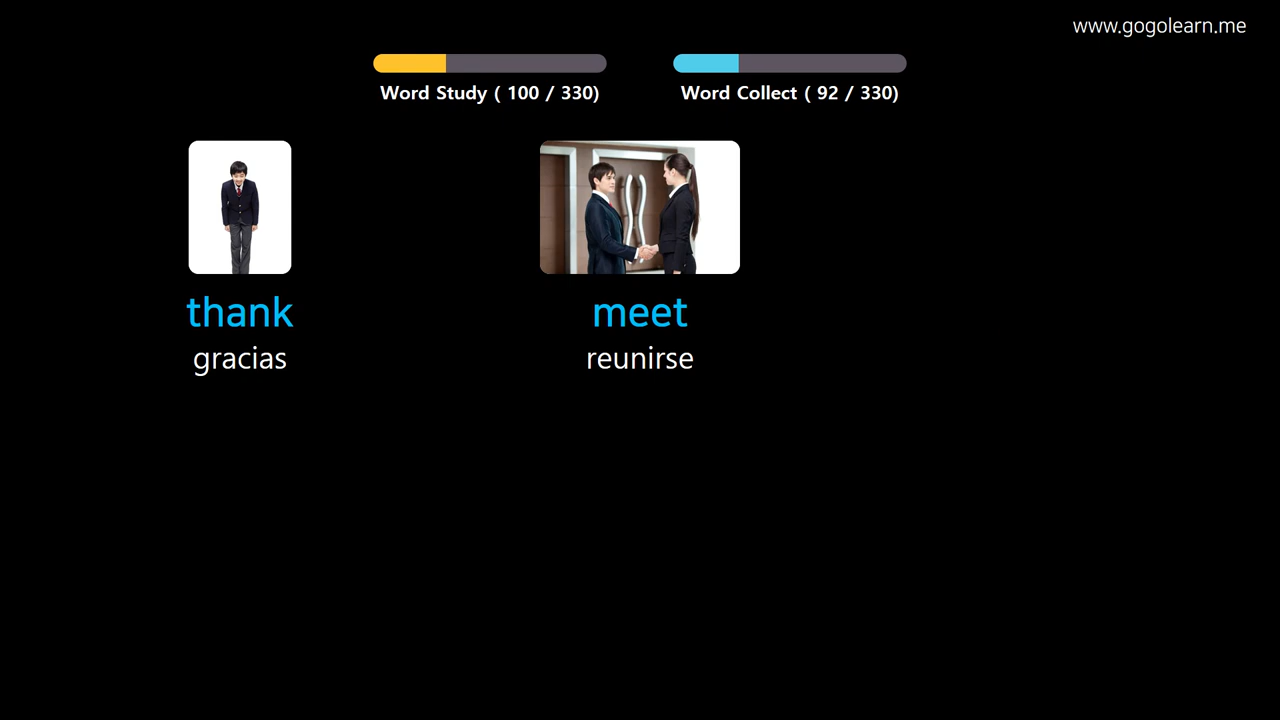 www.gogolearn.me
Word Study ( 100 / 330)
Word Collect ( 92 / 330)
thank
gracias
meet
reunirse